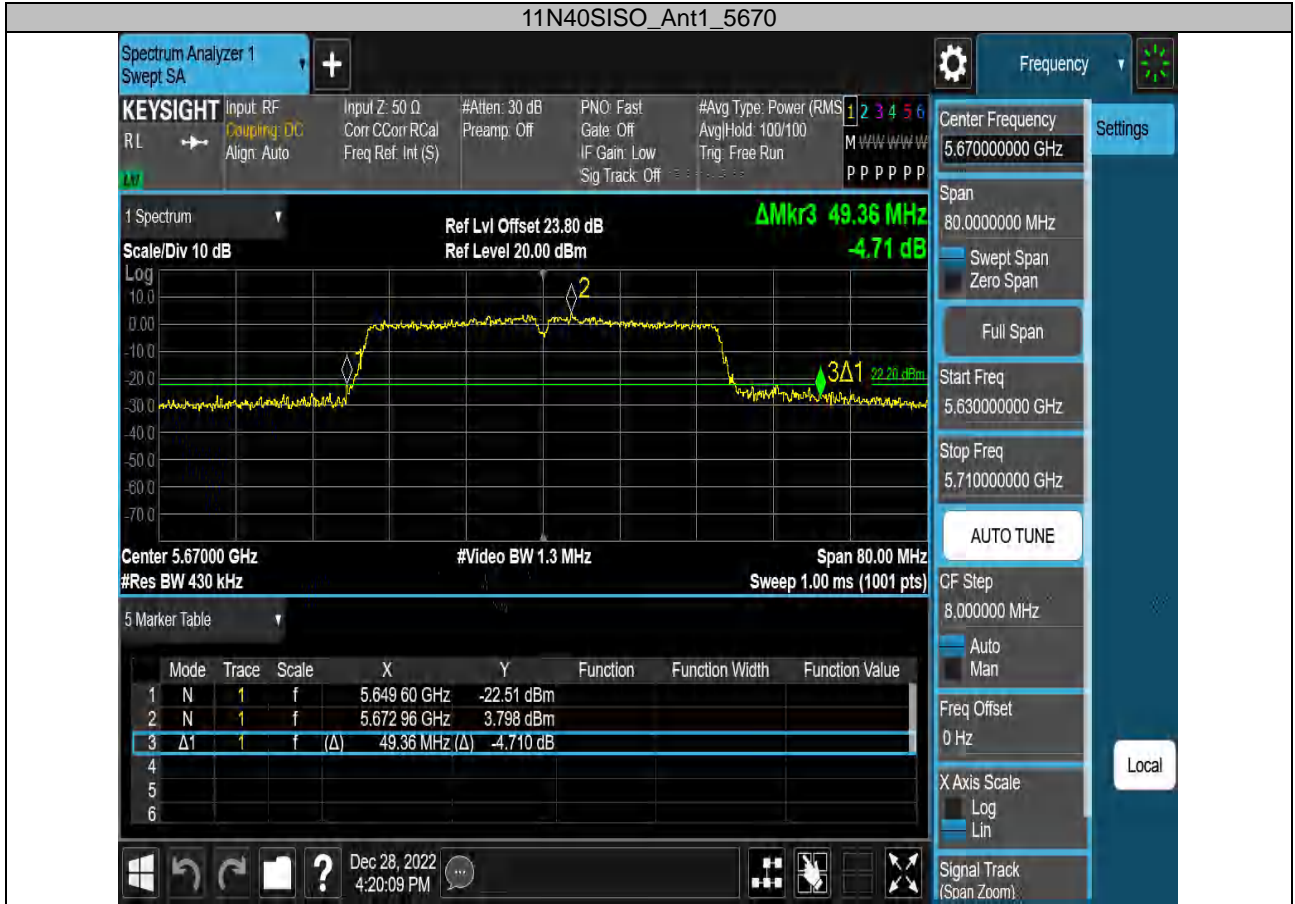 11N40SISO_Ant1_5670
Spectrum Analyzer 1
Swept SA
Frequency
KEYSIGHT
RL
Input: RF
Coupling: DC
Align: Auto
Input Z: 50 Ω
Corr CCorr RCal
Freq Ref: Int (S)
#Atten: 30 dB
Preamp: Off
PNO: Fast
Gate: Off
IF Gain: Low
Sig Track: Off
#Avg Type: Power (RMS
Avg|Hold: 100/100
Trig: Free Run
1 2 3 4 5 6
M W W W W W
P P P P P P
Center Frequency
5.670000000 GHz
Settings
Span
80.0000000 MHz
Swept Span
Zero Span
Full Span
Start Freq
5.630000000 GHz
Stop Freq
5.710000000 GHz
AUTO TUNE
CF Step
8.000000 MHz
Auto
Man
Freq Offset
0 Hz
X Axis Scale
Log
Lin
Signal Track
(Span Zoom)
Local
1 Spectrum
Scale/Div 10 dB
Ref Lvl Offset 23.80 dB
Ref Level 20.00 dBm
ΔMkr3 49.36 MHz
-4.71 dB
Log
10.0
0.00
-10.0
-20.0
-30.0
-40.0
-50.0
-60.0
-70.0
2
3Δ1
-22.20 dBm
Center 5.67000 GHz
#Video BW 1.3 MHz
Span 80.00 MHz
#Res BW 430 kHz
Sweep 1.00 ms (1001 pts)
5 Marker Table
Mode Trace Scale X Y Function Function Width Function Value
1 N 1 f 5.649 60 GHz -22.51 dBm
2 N 1 f 5.672 96 GHz 3.798 dBm
3 Δ1 1 f (Δ) 49.36 MHz (Δ) -4.710 dB
4
5
6
Dec 28, 2022
4:20:09 PM